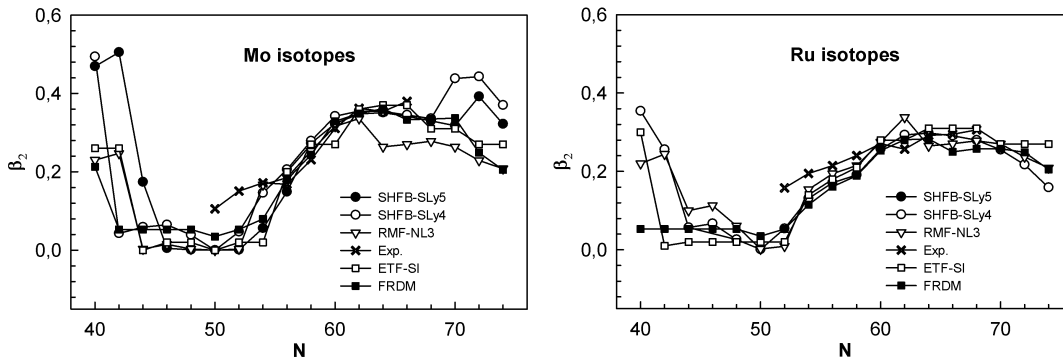 0,6
0,4
0,2
0,0
β2
Mo isotopes
SHFB-SLy5
SHFB-SLy4
RMF-NL3
Exp.
ETF-SI
FRDM
40 50 60 70
N
0,6
0,4
0,2
0,0
β2
Ru isotopes
SHFB-SLy5
SHFB-SLy4
RMF-NL3
Exp.
ETF-SI
FRDM
40 50 60 70
N